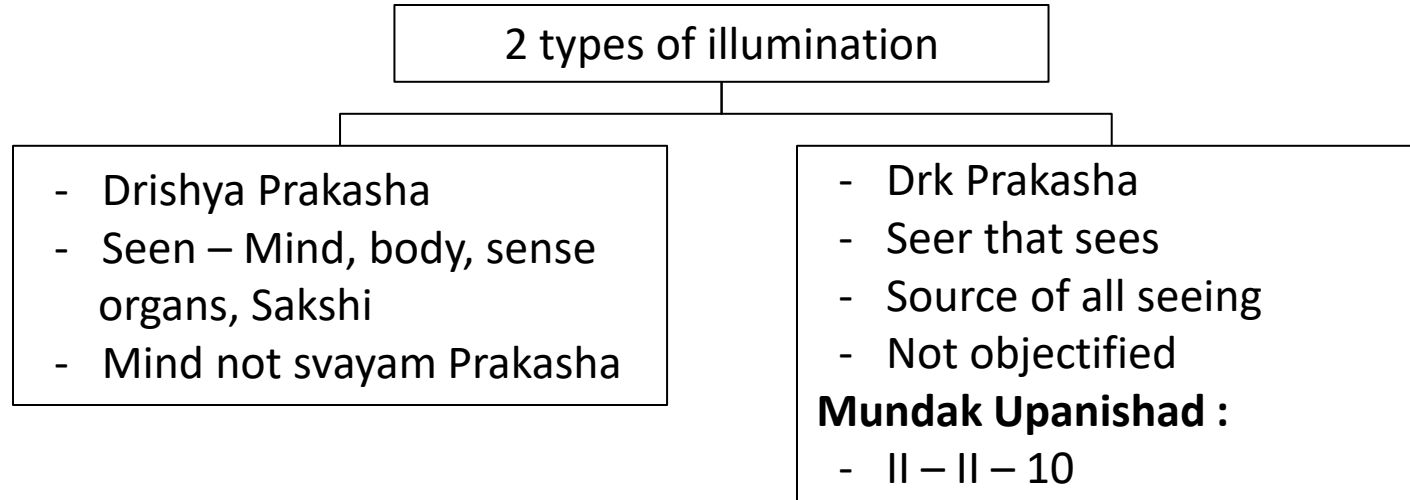 2 types of illumination
- Drishya Prakasha
- Seen – Mind, body, sense
organs, Sakshi
- Mind not svayam Prakasha
- Drk Prakasha
- Seer that sees
- Source of all seeing
- Not objectified
Mundak Upanishad :
- II – II – 10